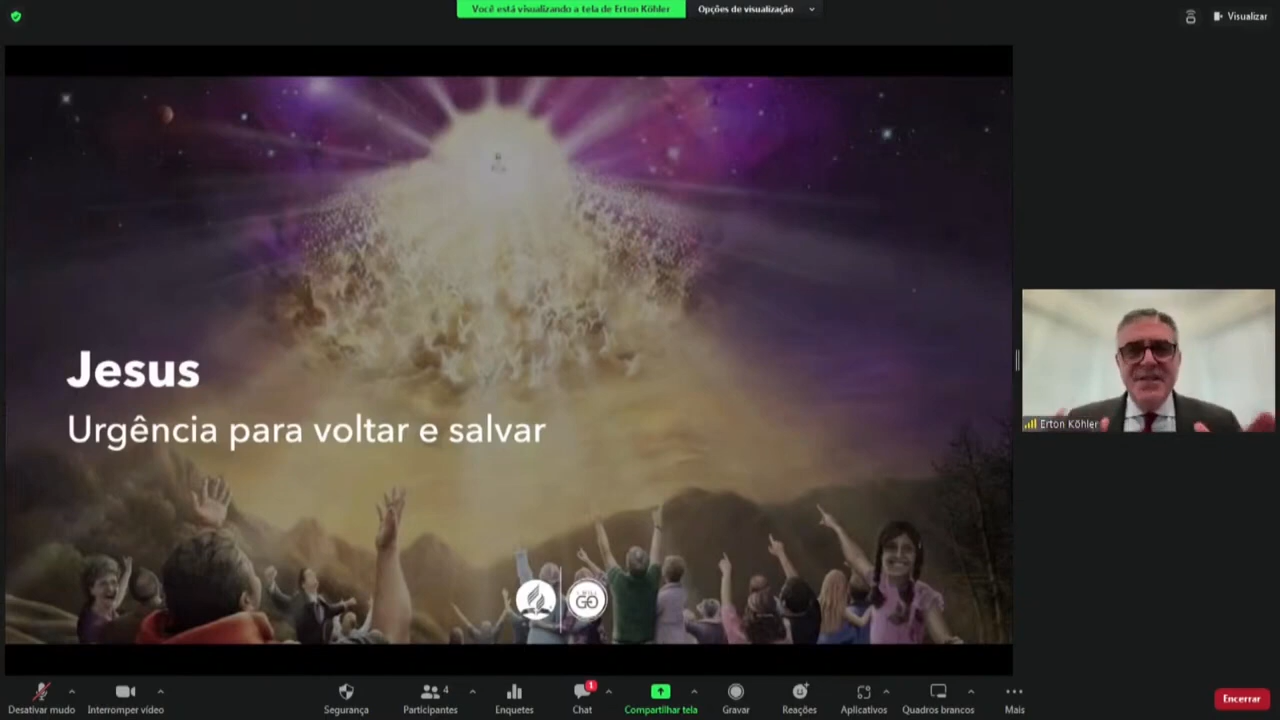 Você está visualizando a tela de Erton Köhler
Opções de visualização
Visualizar
Jesus
Urgência para voltar e salvar
I WILL
GO
Erton Köhler
Desativar mudo
Interromper vídeo
Segurança
Participantes
4
Enquetes
Chat
1
Compartilhar tela
Gravar
Reações
Aplicativos
Quadros brancos
Mais
Encerrar